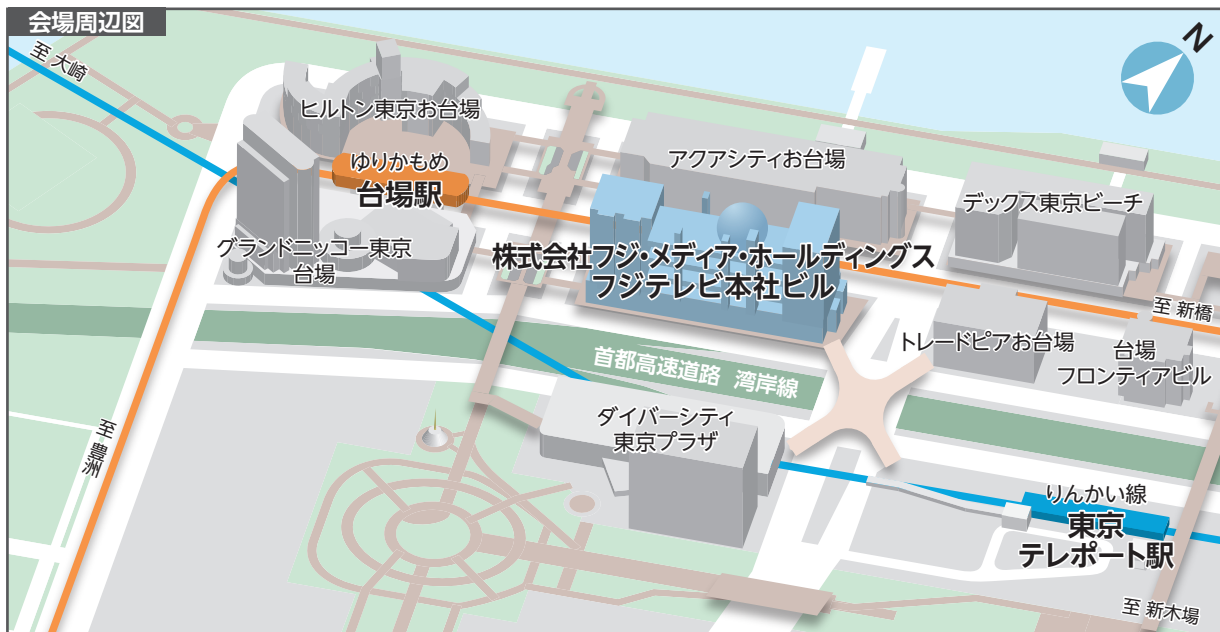 会場周辺図
N
至 大崎
ヒルトン東京お台場
ゆりかもめ
台場駅
アクアシティお台場
デックス東京ビーチ
グランドニッコー東京
台場
株式会社フジ・メディア・ホールディングス
フジテレビ本社ビル
至 新橋
トレードピアお台場
台場
フロンティアビル
首都高速道路 湾岸線
ダイバーシティ
東京プラザ
至 豊洲
りんかい線
東京
テレポート駅
至 新木場